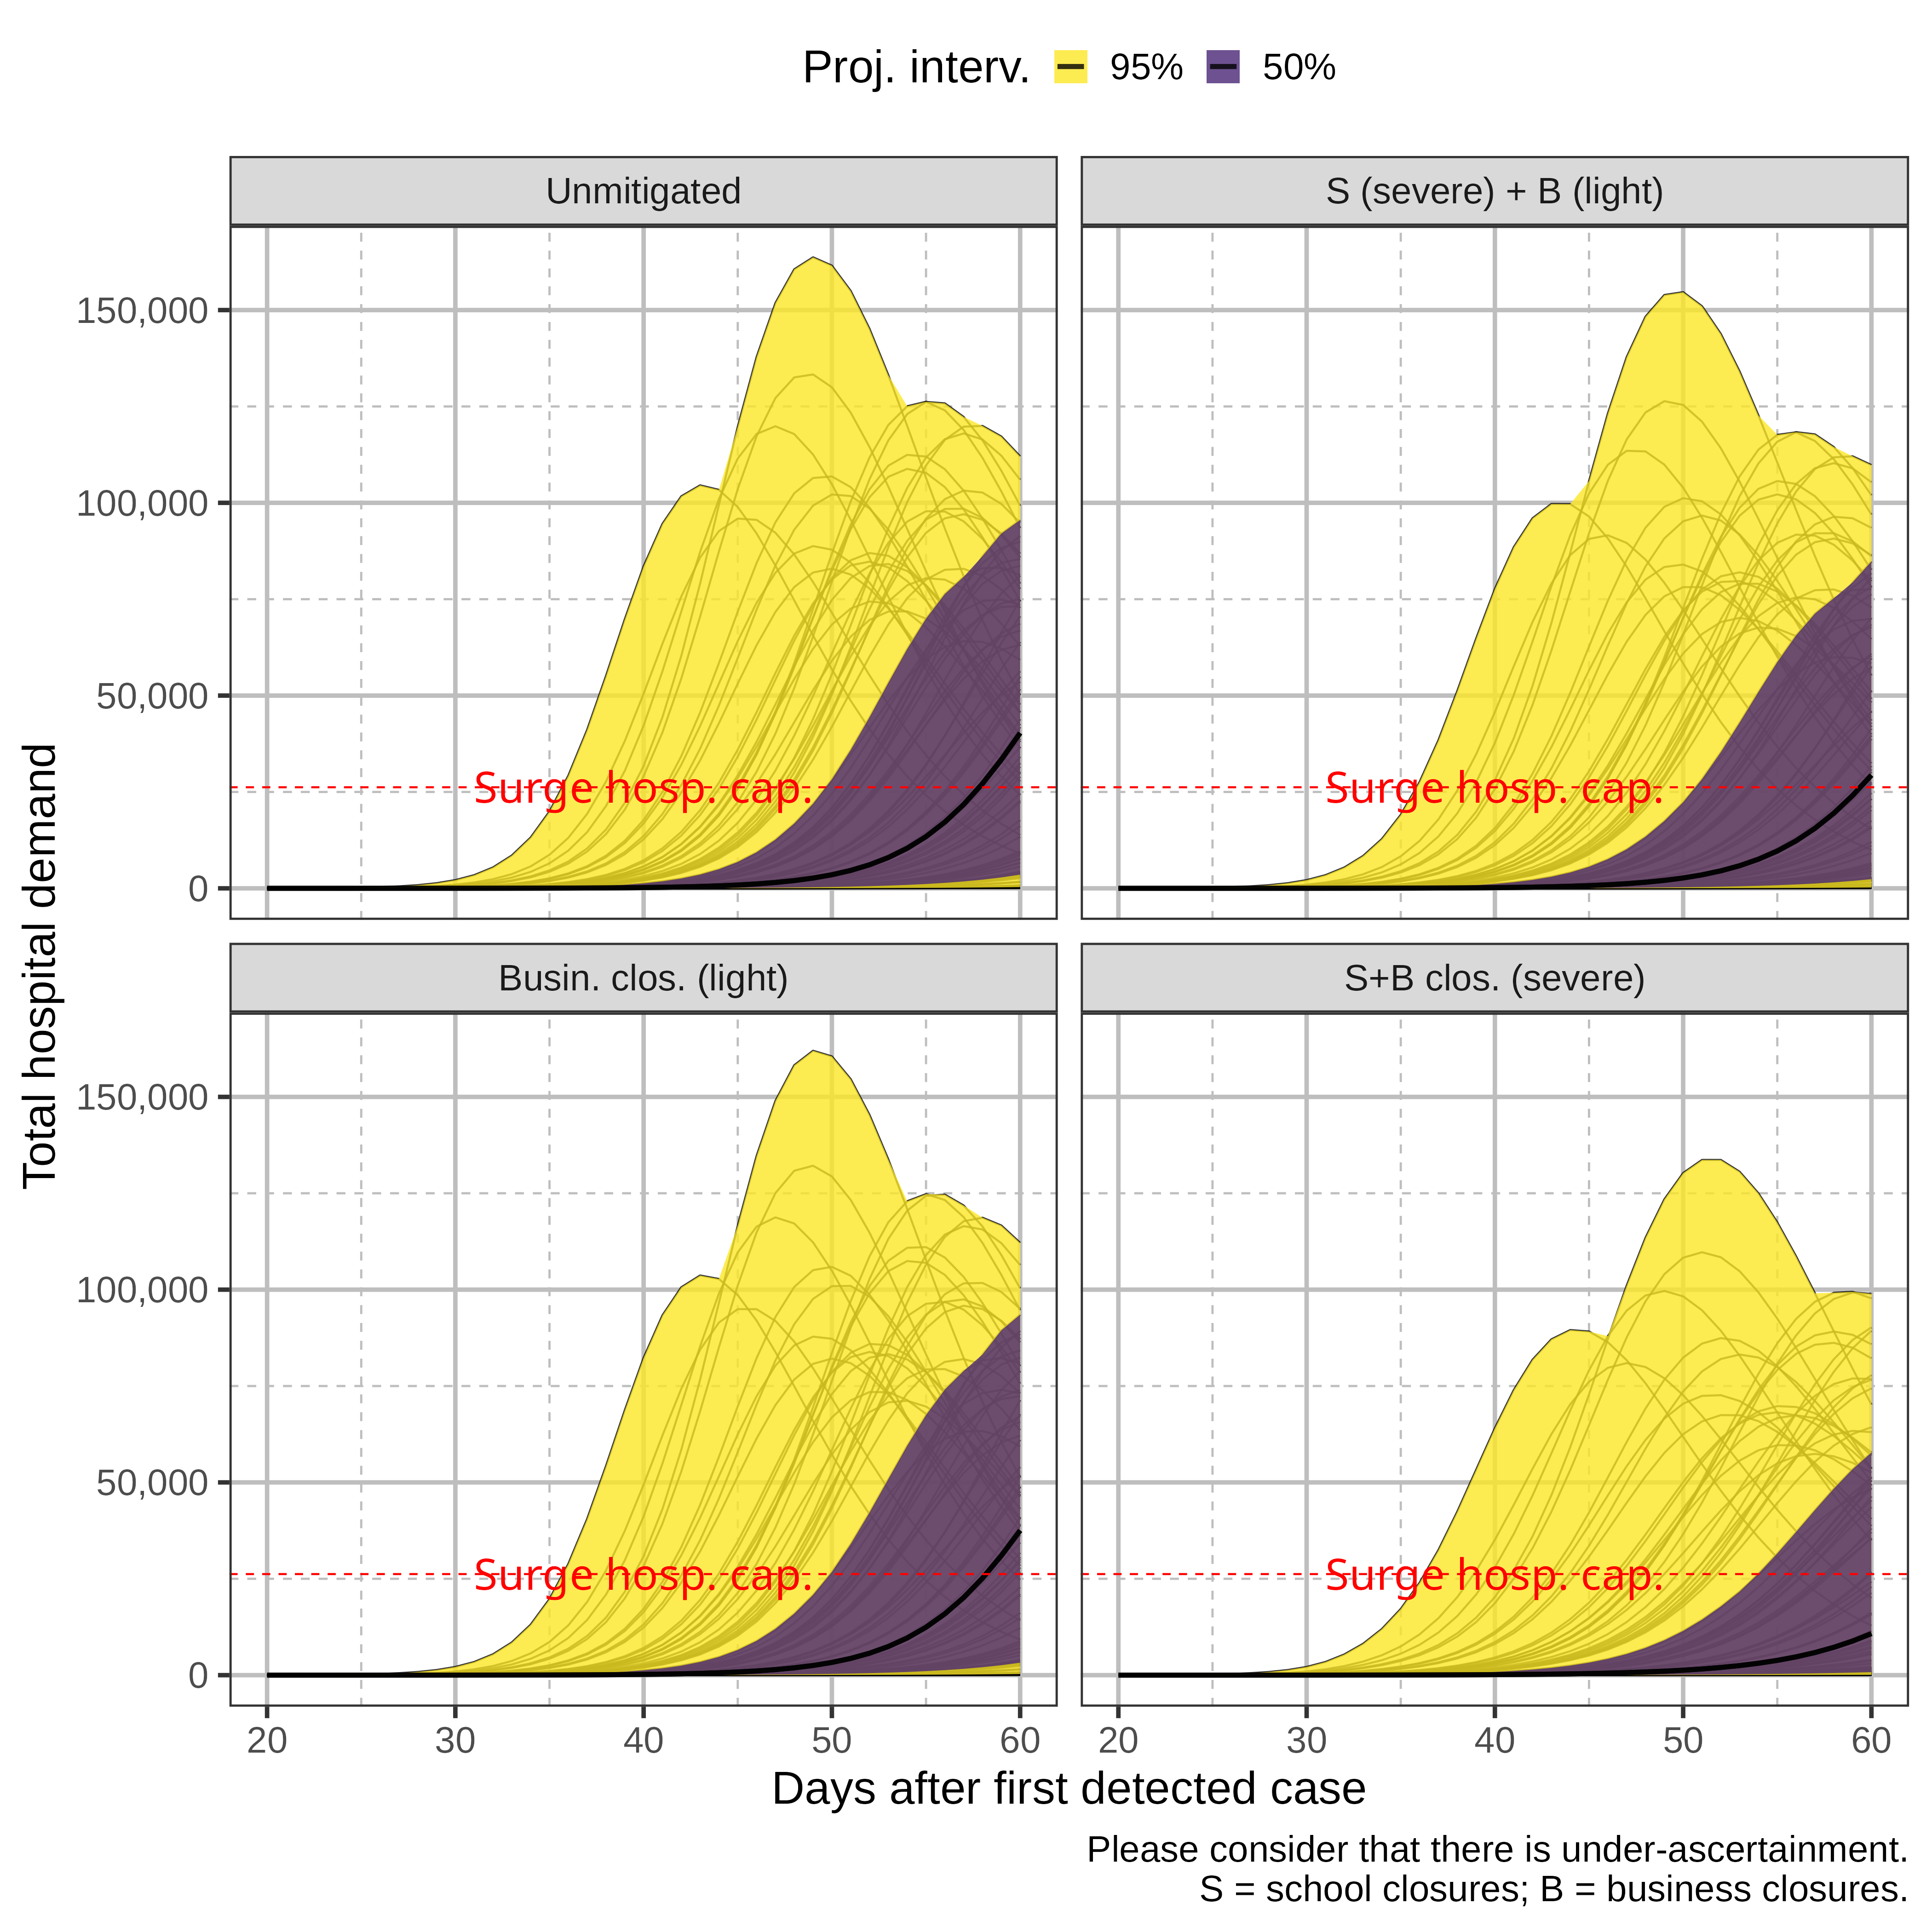 Proj. interv. 95% 50%
Unmitigated
S (severe) + B (light)
150,000
100,000
50,000
0
Surge hosp. cap.
Surge hosp. cap.
Total hospital demand
Busin. clos. (light)
S+B clos. (severe)
150,000
100,000
50,000
0
Surge hosp. cap.
Surge hosp. cap.
20 30 40 50 60
20 30 40 50 60
Days after first detected case
Please consider that there is under-ascertainment.
S = school closures; B = business closures.